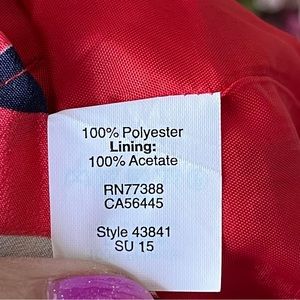 100% Polyester
Lining:
100% Acetate
RN77388
CA56445
Style 43841
SU 15